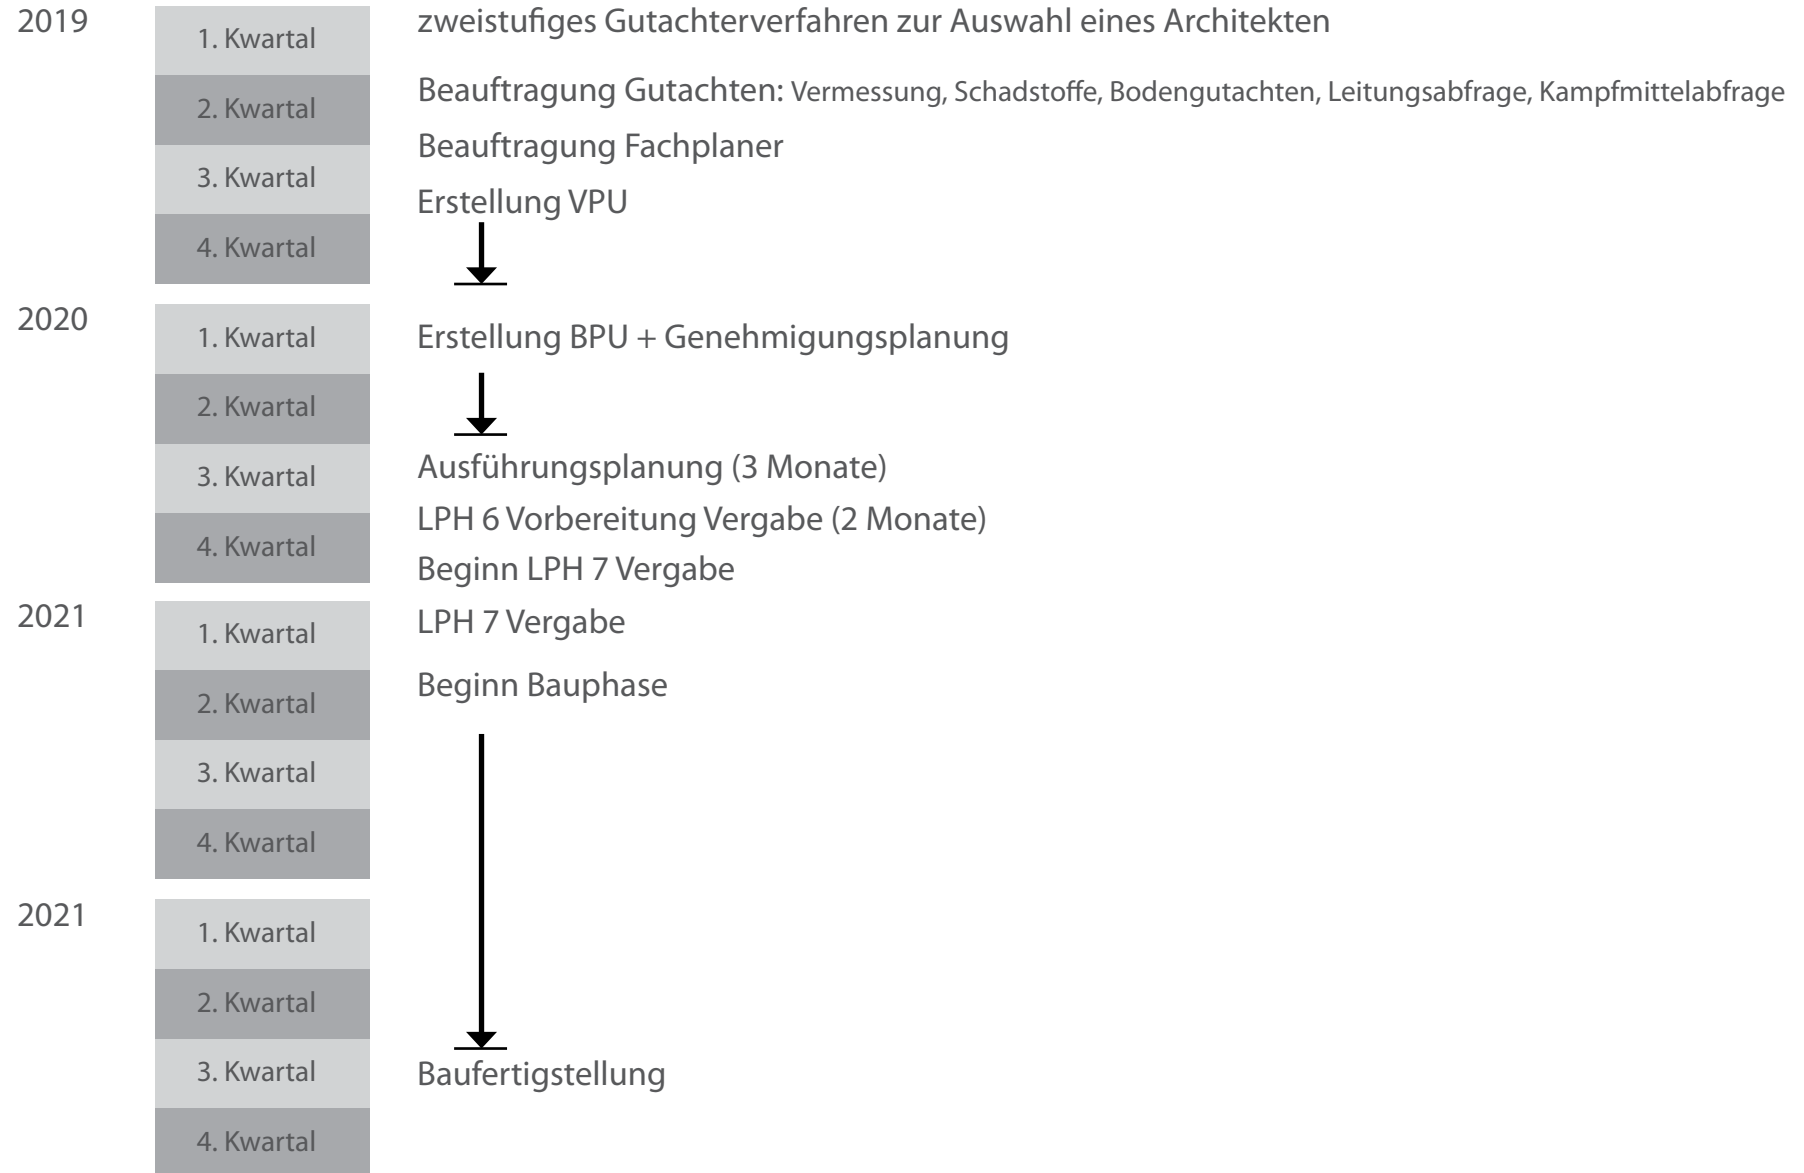 2019
1. Kwartal
zweistufiges Gutachterverfahren zur Auswahl eines Architekten
2. Kwartal
Beauftragung Gutachten: Vermessung, Schadstoffe, Bodengutachten, Leitungsabfrage, Kampfmittelabfrage
Beauftragung Fachplaner
3. Kwartal
Erstellung VPU
4. Kwartal
2020
1. Kwartal
Erstellung BPU + Genehmigungsplanung
2. Kwartal
3. Kwartal
Ausführungsplanung (3 Monate)
LPH 6 Vorbereitung Vergabe (2 Monate)
4. Kwartal
Beginn LPH 7 Vergabe
2021
1. Kwartal
LPH 7 Vergabe
2. Kwartal
Beginn Bauphase
3. Kwartal
4. Kwartal
2021
1. Kwartal
2. Kwartal
3. Kwartal
Baufertigstellung
4. Kwartal